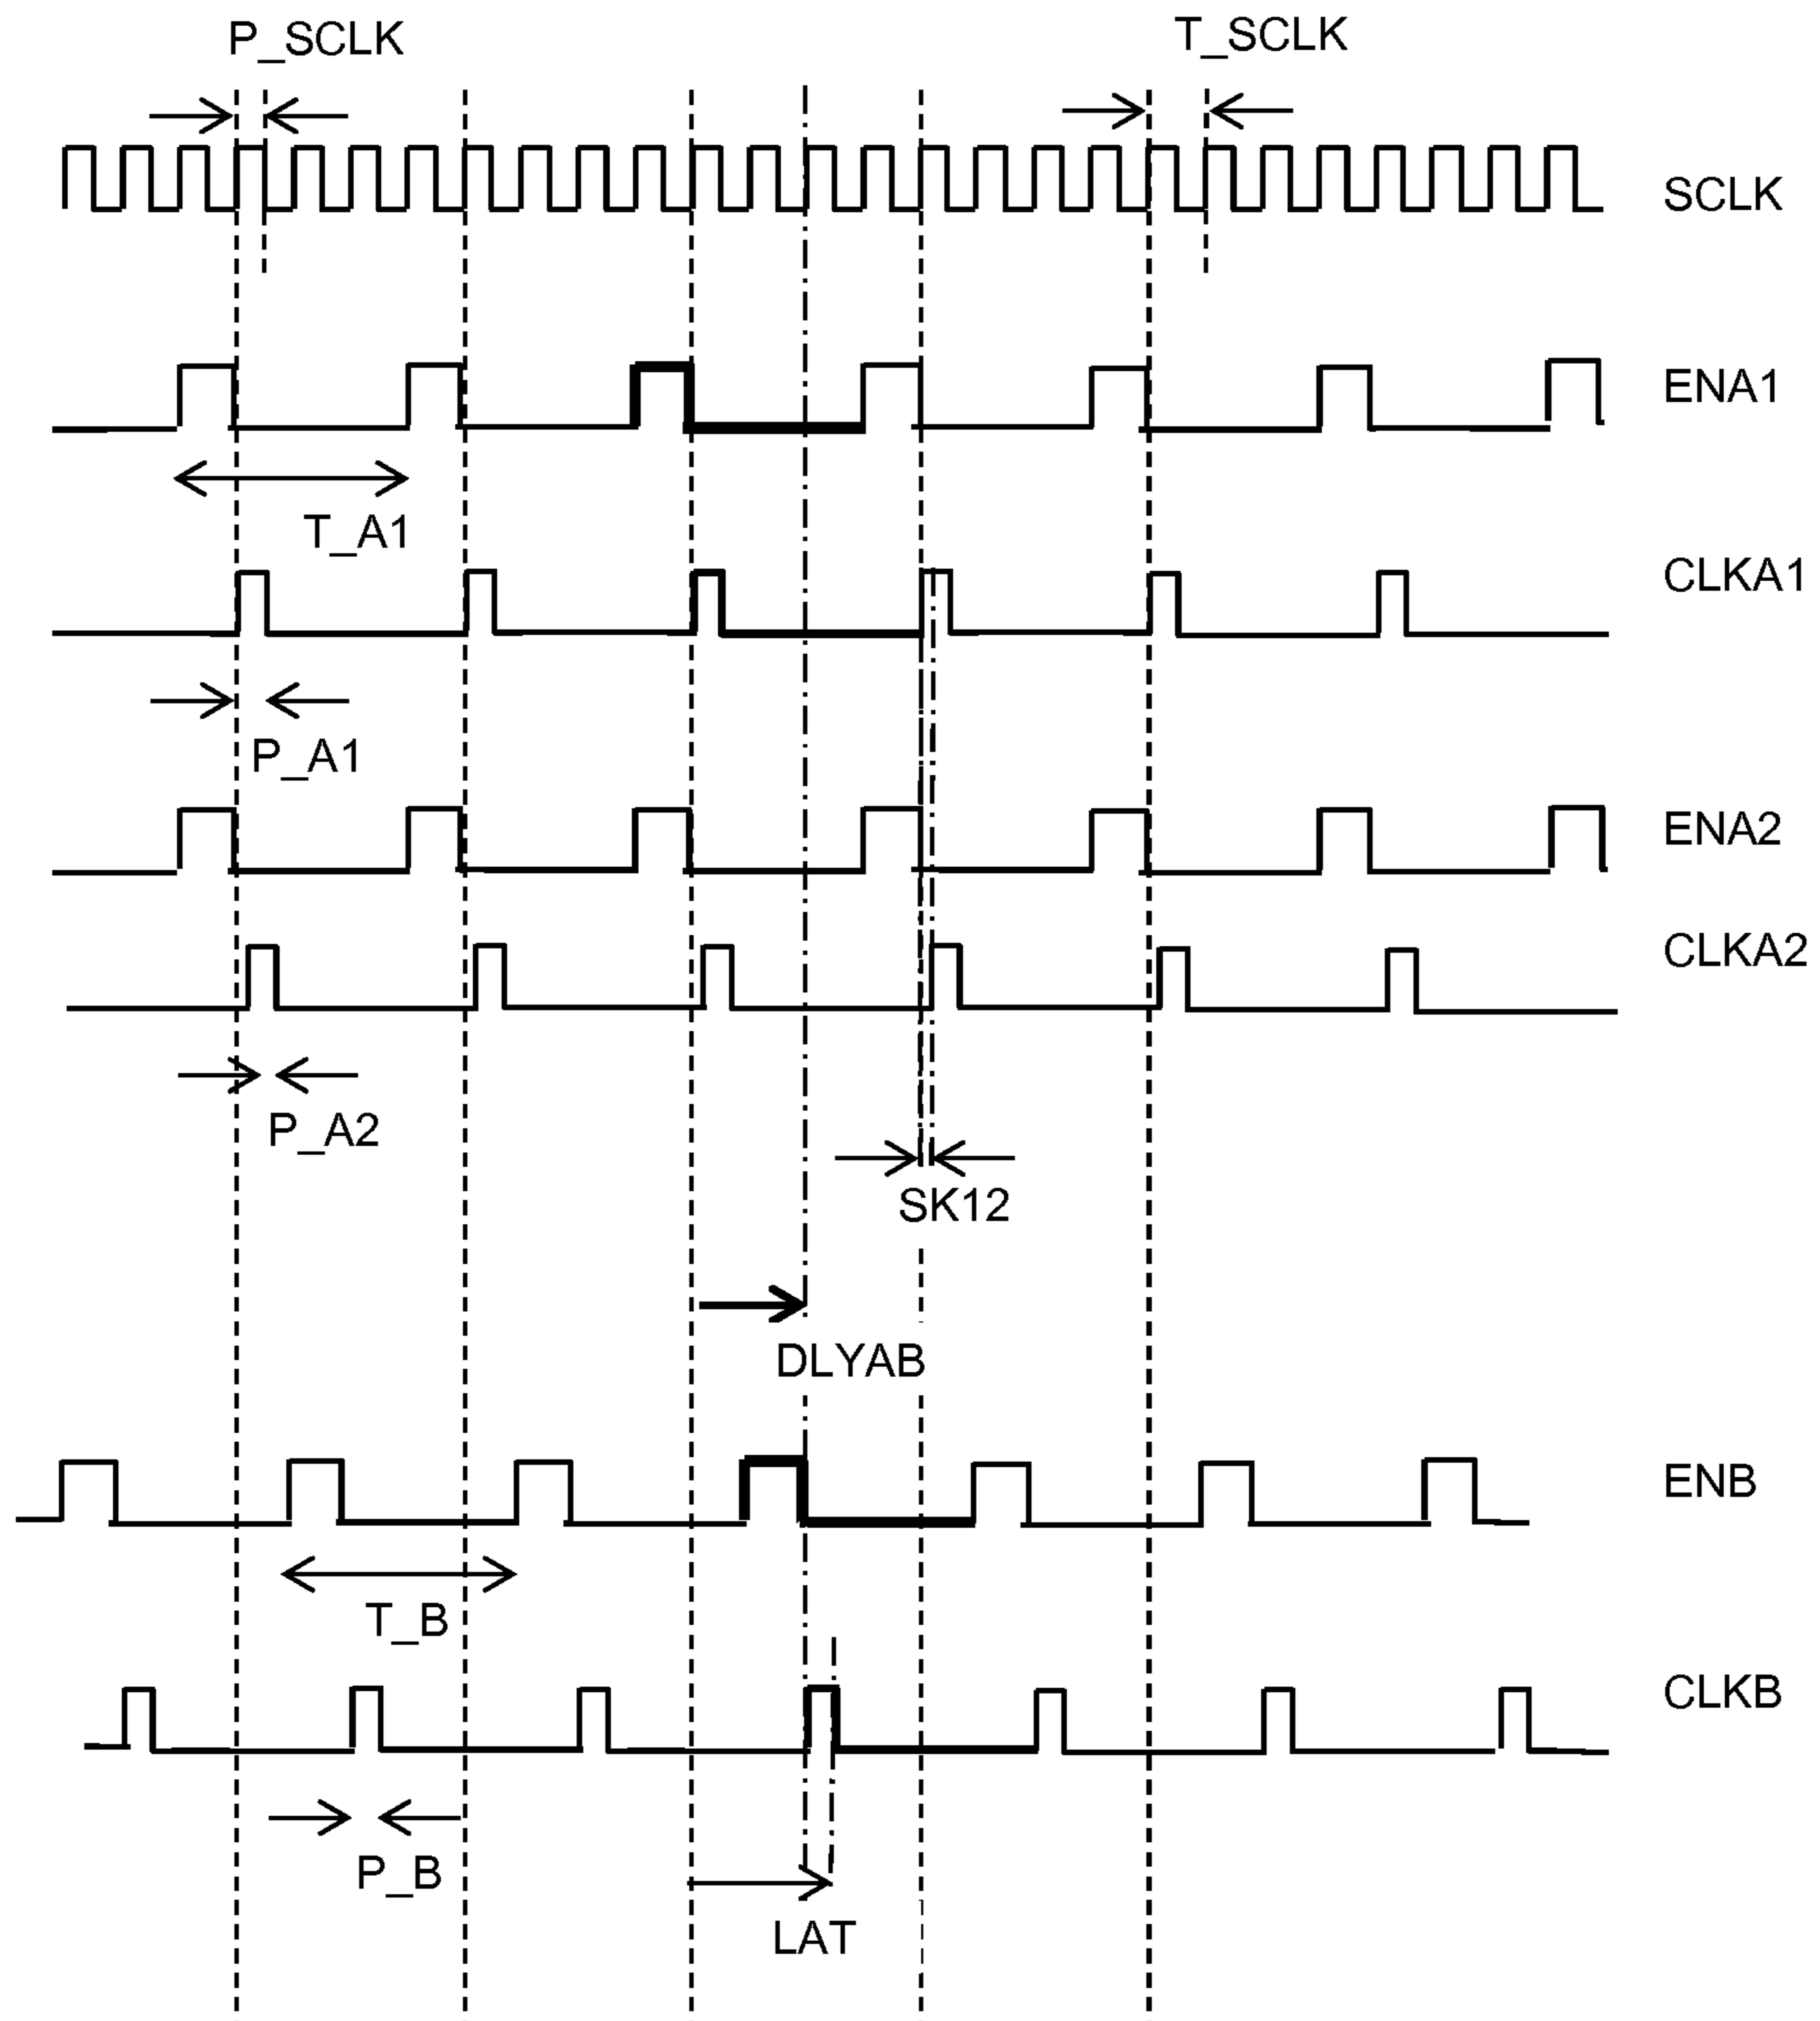 P_SCLK
T_SCLK
SCLK
ENA1
T_A1
CLKA1
P_A1
ENA2
CLKA2
P_A2
SK12
DLYAB
ENB
T_B
CLKB
P_B
LAT